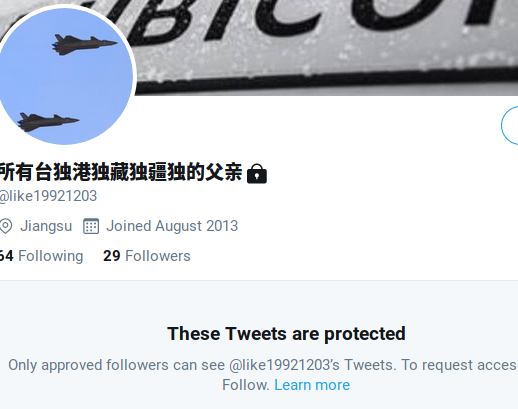 UBICON
所有台独港独藏独疆独的父亲
@like19921203
Jiangsu Joined August 2013
64 Following 29 Followers
These Tweets are protected
Only approved followers can see @like19921203's Tweets. To request acces
Follow. Learn more